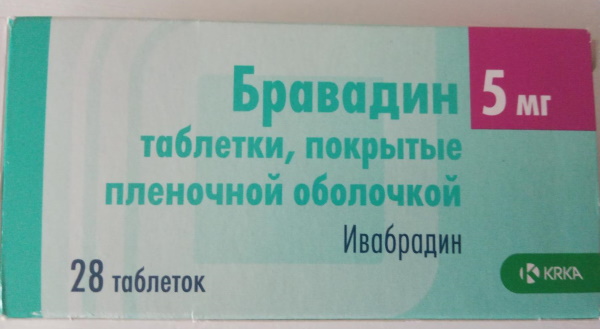 Бравадин 5 мг
таблетки, покрытые
пленочной оболочкой
Ивабрадин
28 таблеток
KRKA